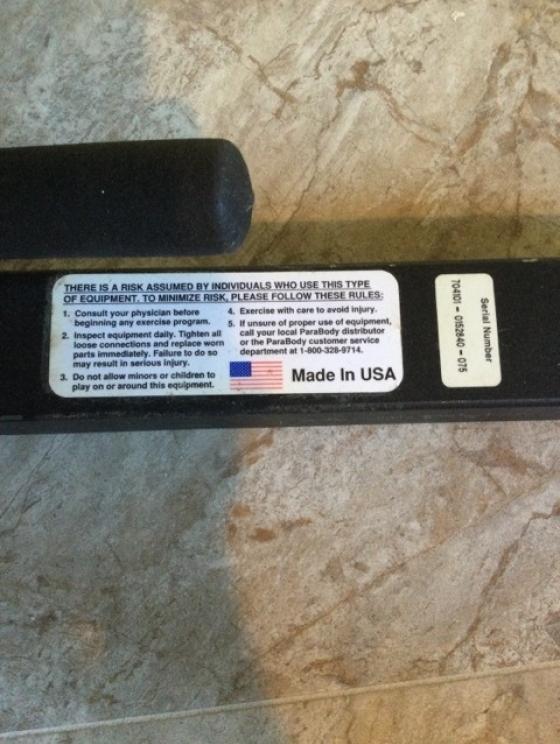 THERE IS A RISK ASSUMED BY INDIVIDUALS WHO USE THIS TYPE
OF EQUIPMENT. TO MINIMIZE RISK, PLEASE FOLLOW THESE RULES:
1. Consult your physician before
beginning any exercise program.
2. Inspect equipment daily. Tighten all
loose connections and replace worn
parts immediately. Failure to do so
may result in serious injury.
3. Do not allow minors or children to
play on or around this equipment.
4. Exercise with care to avoid injury.
5. If unsure of proper use of equipment,
call your local ParaBody distributor
or the ParaBody customer service
department at 1-800-328-9714.
Made In USA
Serial Number
704101 - 0152840 - 075